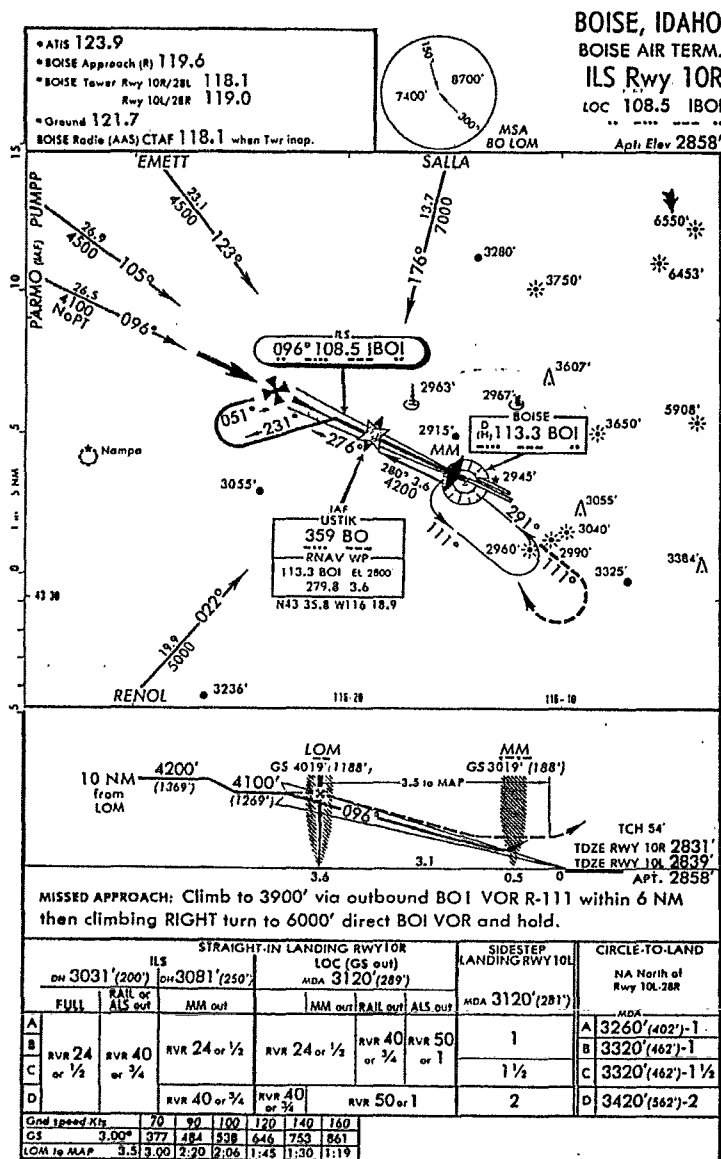 BOISE, IDAHO
BOISE AIR TERM.
ILS Rwy 10R
LOC 108.5 IBOI
Apt. Elev 2858'
•ATIS 123.9
•BOISE Approach (R) 119.6
•BOISE Tower Rwy 10R/28L 118.1
Rwy 10L/28R 119.0
•Ground 121.7
BOISE Radio (AAS) CTAF 118.1 when Twr inop.
150°
8700'
7400'
300°
MSA
BO LOM
15
EMETT
SALLA
PUMPP
PARMO (IAF)
23.1
4500
123°
26.9
4500
105°
26.5
4100
NoPT
096°
13.7
7000
176°
6550'
3280'
6453'
3750'
10
ILS
096° 108.5 IBOI
3607'
2963'
2967'
051°
231°
276°
5
BOISE
D
(H) 113.3 BOI
3650'
5908'
2915'
MM
Nampa
2945'
280° 3.6
4200
3055'
291°
3055'
3040'
IAF
USTIK
359 BO
RNAV WP
113.3 BOI EL 2800'
279.8 3.6
N43 35.8 W116 18.9
111°
2960'
2990'
111°
3384'
3325'
0
43 30
022°
19.9
5000
RENOL
3236'
116-20
116-10
5
LOM
GS 4019' (1188')
MM
GS 3019' (188')
10 NM
from
LOM
4200'
(1369')
4100'
(1269')
3.5 to MAP
096°
TCH 54'
TDZE RWY 10R 2831'
TDZE RWY 10L 2839'
APT. 2858'
3.6
3.1
0.5
0
MISSED APPROACH: Climb to 3900' via outbound BOI VOR R-111 within 6 NM
then climbing RIGHT turn to 6000' direct BOI VOR and hold.
STRAIGHT-IN LANDING RWY 10R
SIDESTEP
LANDING RWY 10L
CIRCLE-TO-LAND
ILS
LOC (GS out)
NA North of
Rwy 10L-28R
DH 3031' (200')
DH 3081' (250')
MDA 3120' (289')
MDA 3120' (281')
FULL
RAIL or
ALS out
MM out
MM out
RAIL out
ALS out
MDA
A
B
C
D
RVR 24
or ½
RVR 40
or ¾
RVR 24 or ½
RVR 24 or ½
RVR 40
or ¾
RVR 50
or 1
1
1½
A 3260' (402')-1
B 3320' (462')-1
C 3320' (462')-1½
RVR 40 or ¾
RVR 40
or ¾
RVR 50 or 1
2
D 3420' (562')-2
Gnd speed-Kts 70 90 100 120 140 160
GS 3.00° 377 484 538 646 753 861
LOM to MAP 3.5 3:00 2:20 2:06 1:45 1:30 1:19